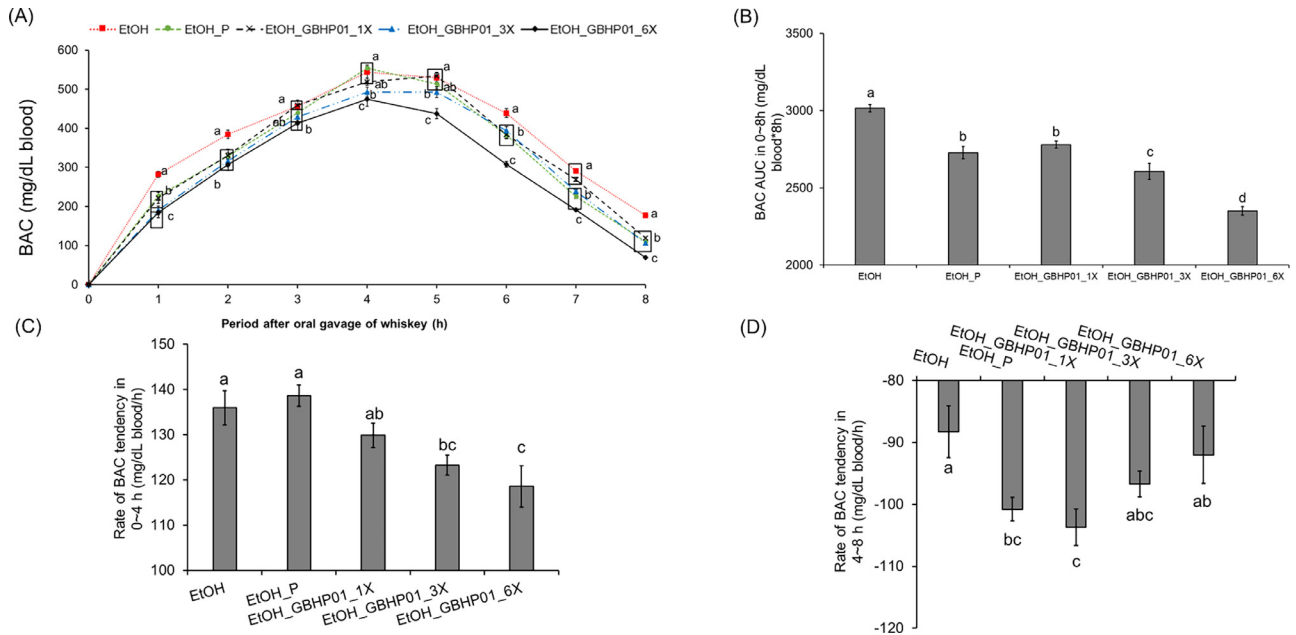 (A)
EtOH EtOH_P EtOH_GBHP01_1X EtOH_GBHP01_3X EtOH_GBHP01_6X
BAC (mg/dL blood)
600
500
400
300
200
100
0
a
b
c
a
b
a
ab
b
a
ab
b
c
a
ab
b
c
a
b
c
a
b
c
a
b
c
0 1 2 3 4 5 6 7 8
Period after oral gavage of whiskey (h)
(B)
BAC AUC in 0~8h (mg/dL
blood*8h)
3000
2500
2000
a
b
b
c
d
EtOH EtOH_P EtOH_GBHP01_1X EtOH_GBHP01_3X EtOH_GBHP01_6X
(C)
Rate of BAC tendency in
0~4 h (mg/dL blood/h)
150
140
130
120
110
100
a
a
ab
bc
c
EtOH
EtOH_P
EtOH_GBHP01_1X
EtOH_GBHP01_3X
EtOH_GBHP01_6X
(D)
EtOH
EtOH_P
EtOH_GBHP01_1X
EtOH_GBHP01_3X
EtOH_GBHP01_6X
Rate of BAC tendency in
4~8 h (mg/dL blood/h)
-80
-90
-100
-110
-120
a
bc
c
abc
ab